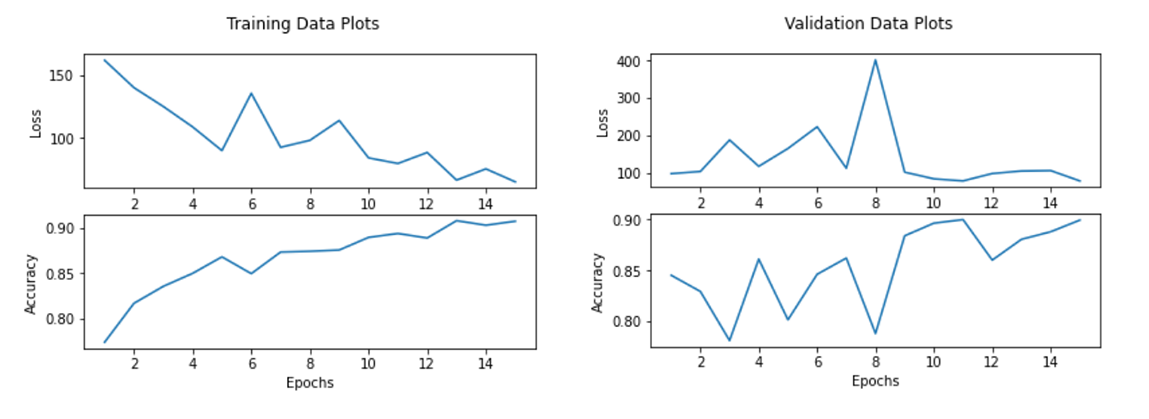 Training Data Plots
Validation Data Plots
150
100
Loss
2 4 6 8 10 12 14
0.90
0.85
0.80
Accuracy
2 4 6 8 10 12 14
Epochs
400
300
200
100
Loss
2 4 6 8 10 12 14
0.90
0.85
0.80
Accuracy
2 4 6 8 10 12 14
Epochs